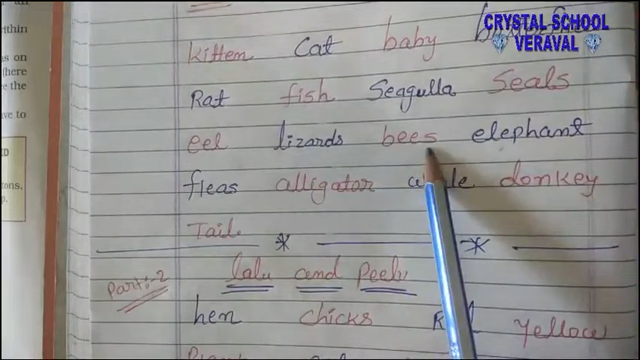 CRYSTAL SCHOOL
VERAVAL
kitten cat baby
Rat fish Seagulla Seals
eel lizards bees elephant
fleas alligator donkey
Tail
Part:-2 lalu and Peelu
hen chicks Yellow